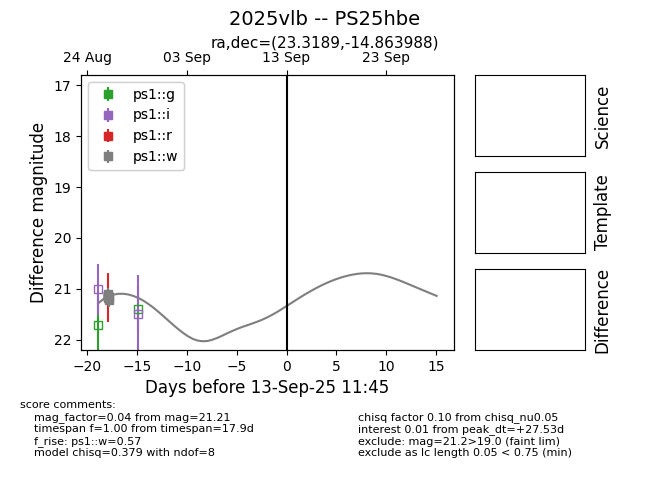 2025vlb -- PS25hbe
ra,dec=(23.3189,-14.863988)
24 Aug 03 Sep 13 Sep 23 Sep
ps1::g
ps1::i
ps1::r
ps1::w
17
18
19
20
21
22
Difference magnitude
−20 −15 −10 −5 0 5 10 15
Days before 13-Sep-25 11:45
Science
Template
Difference
score comments:
mag_factor=0.04 from mag=21.21
timespan f=1.00 from timespan=17.9d
f_rise: ps1::w=0.57
model chisq=0.379 with ndof=8
chisq factor 0.10 from chisq_nu0.05
interest 0.01 from peak_dt=+27.53d
exclude: mag=21.2>19.0 (faint lim)
exclude as lc length 0.05 < 0.75 (min)